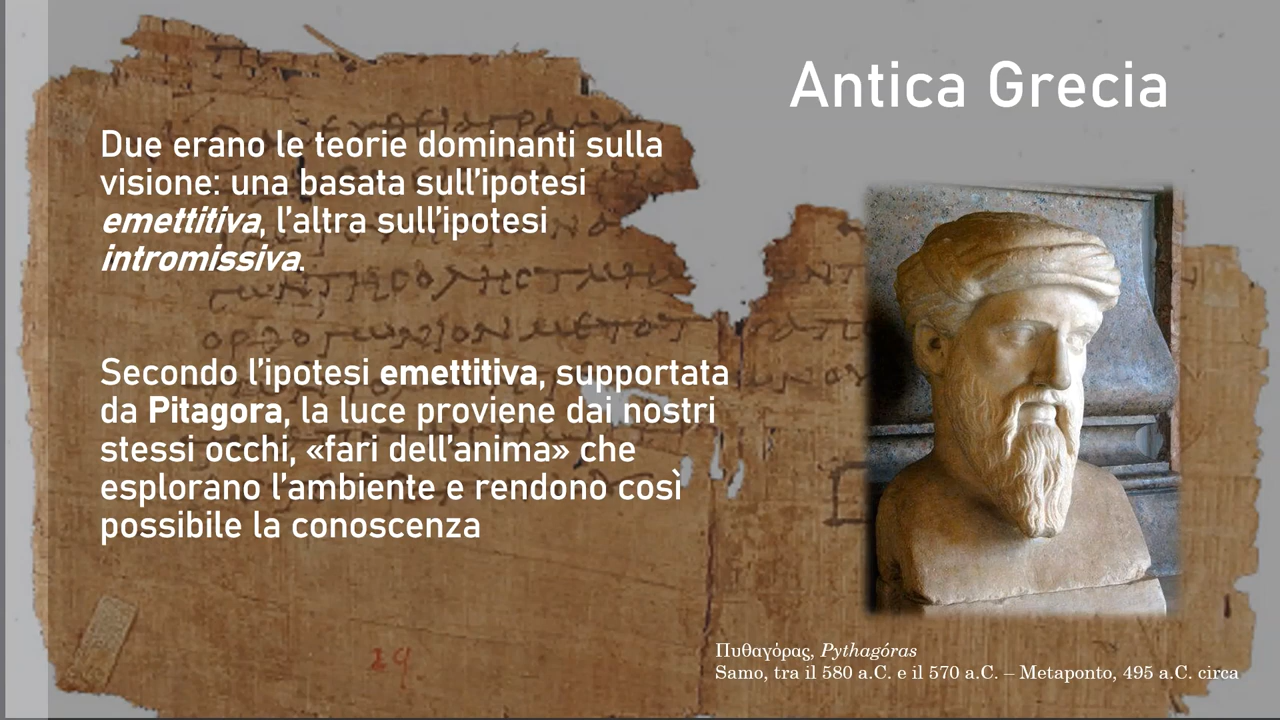 Antica Grecia
Due erano le teorie dominanti sulla
visione: una basata sull'ipotesi
emettitiva, l'altra sull'ipotesi
intromissiva.
Secondo l'ipotesi emettitiva, supportata
da Pitagora, la luce proviene dai nostri
stessi occhi, «fari dell'anima» che
esplorano l'ambiente e rendono così
possibile la conoscenza
Πυθαγόρας, Pythagóras
Samo, tra il 580 a.C. e il 570 a.C. – Metaponto, 495 a.C. circa